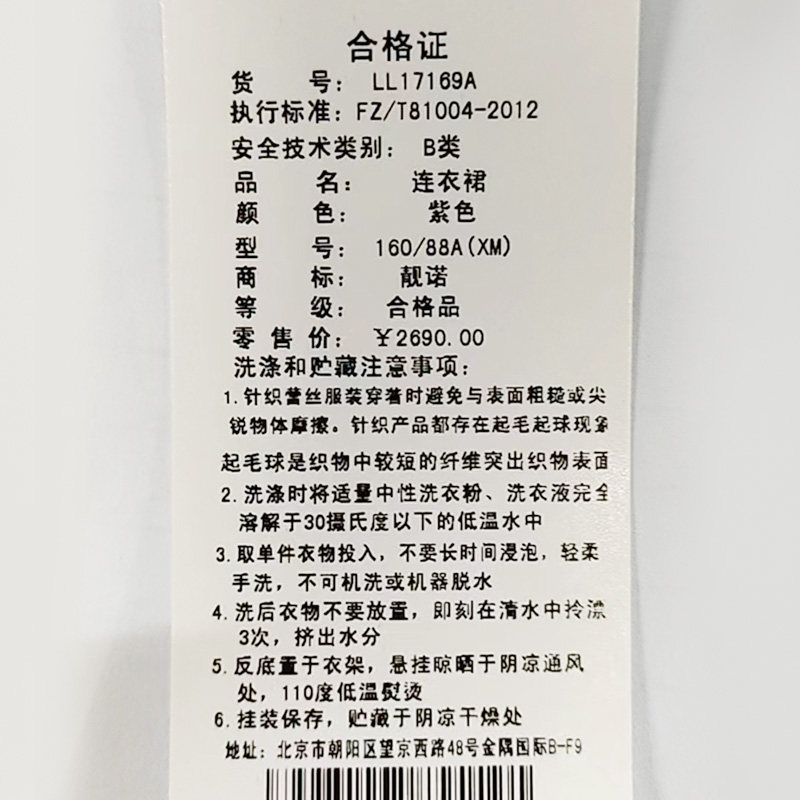 合格证
货 号: LL17169A
执行标准: FZ/T81004-2012
安全技术类别: B类
品 名: 连衣裙
颜 色: 紫色
型 号: 160/88A(XM)
商 标: 靓诺
等 级: 合格品
零 售 价: ¥2690.00
洗涤和贮藏注意事项:
1.针织蕾丝服装穿着时避免与表面粗糙或尖
锐物体摩擦。针织产品都存在起毛起球现象
起毛球是织物中较短的纤维突出织物表面
2.洗涤时将适量中性洗衣粉、洗衣液完全
溶解于30摄氏度以下的低温水中
3.取单件衣物投入，不要长时间浸泡，轻柔
手洗，不可机洗或机器脱水
4.洗后衣物不要放置，即刻在清水中拎漂
3次，挤出水分
5.反底置于衣架，悬挂晾晒于阴凉通风
处，110度低温熨烫
6.挂装保存，贮藏于阴凉干燥处
地址: 北京市朝阳区望京西路48号金隅国际B-F9